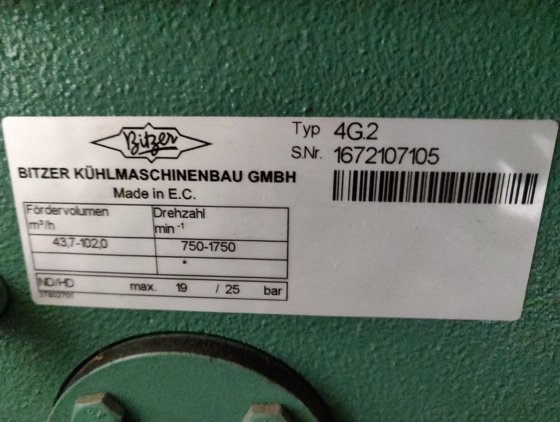 Bitzer
BITZER KÜHLMASCHINENBAU GMBH
Made in E.C.
Typ 4G.2
S.Nr. 1672107105
Fördervolumen m³/h
Drehzahl min⁻¹
43,7-102,0 750-1750
*
ND/HD max. 19 / 25 bar